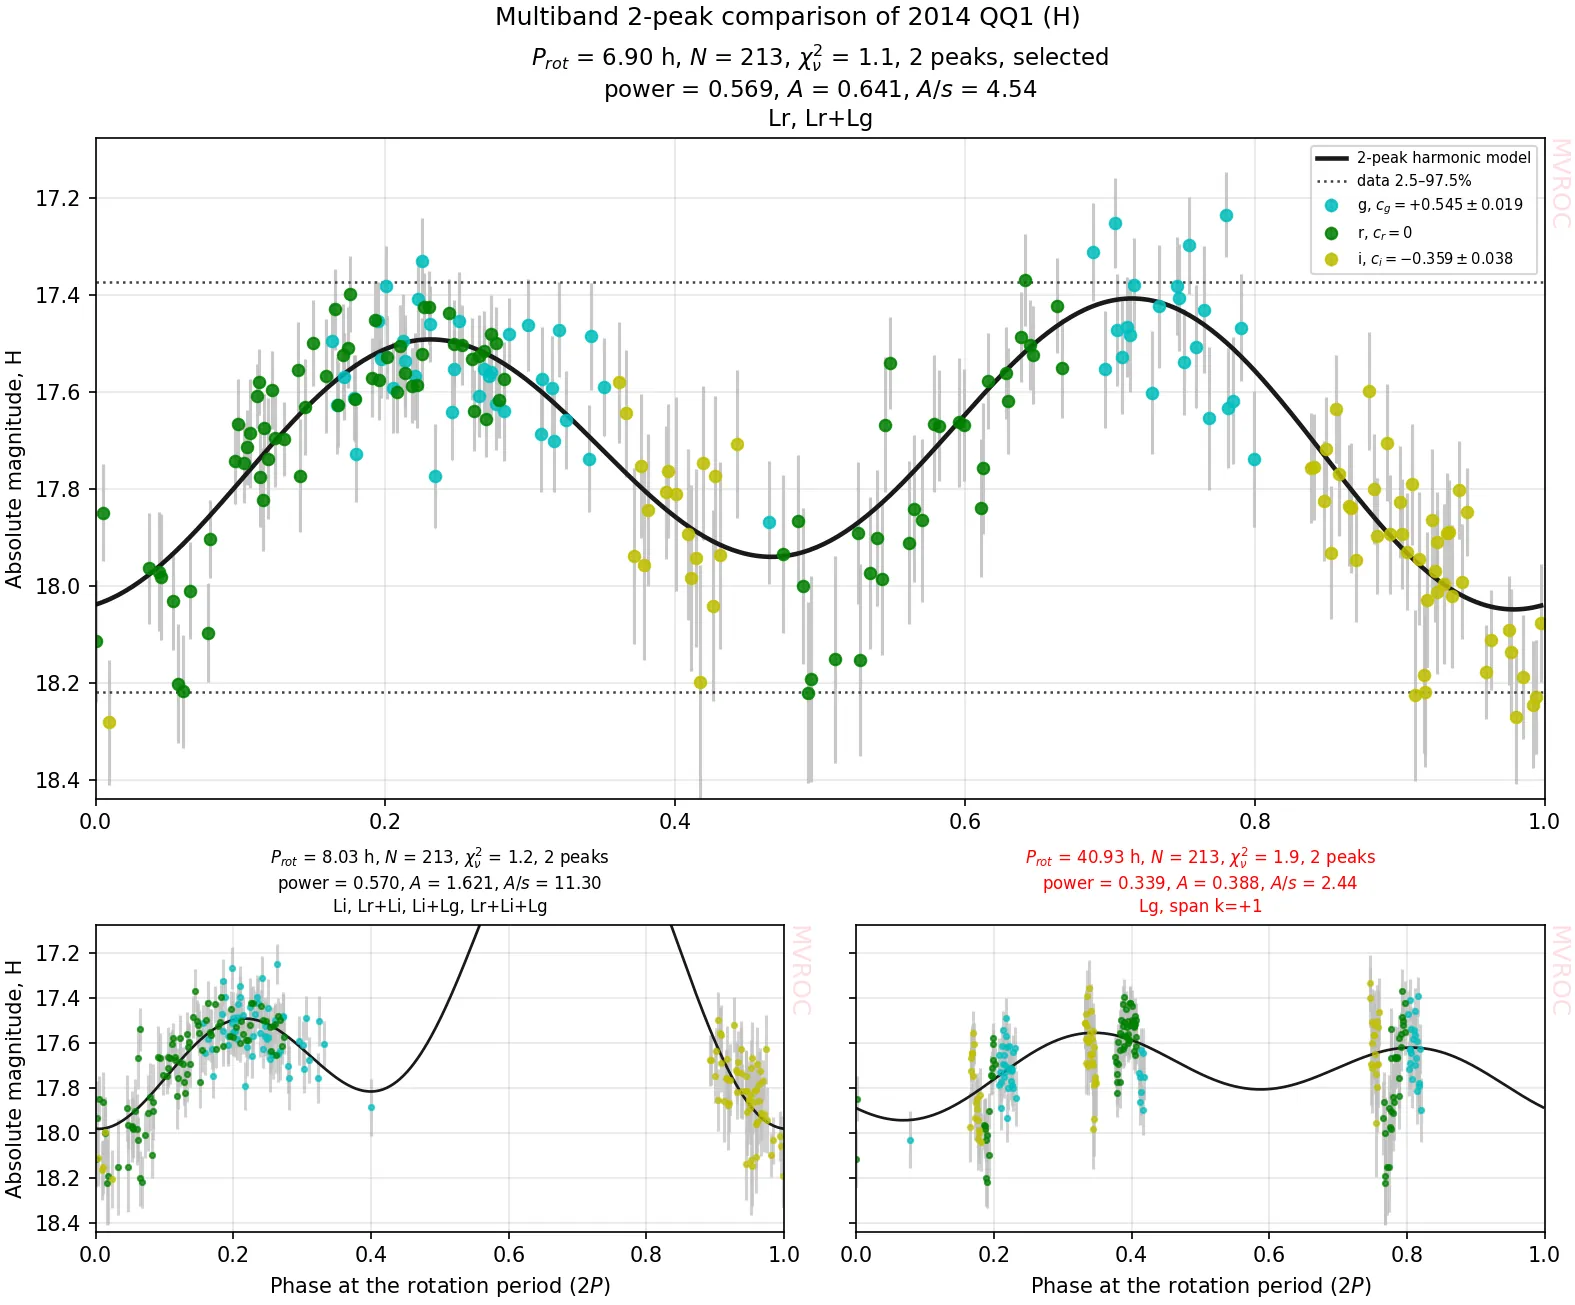 Multiband 2-peak comparison of 2014 QQ1 (H)
P_rot = 6.90 h, N = 213, χ²_ν = 1.1, 2 peaks, selected
power = 0.569, A = 0.641, A/s = 4.54
Lr, Lr+Lg
MVROC
2-peak harmonic model
data 2.5–97.5%
g, c_g = +0.545 ± 0.019
r, c_r = 0
i, c_i = −0.359 ± 0.038
Absolute magnitude, H
17.2
17.4
17.6
17.8
18.0
18.2
18.4
0.0 0.2 0.4 0.6 0.8 1.0
P_rot = 8.03 h, N = 213, χ²_ν = 1.2, 2 peaks
power = 0.570, A = 1.621, A/s = 11.30
Li, Lr+Li, Li+Lg, Lr+Li+Lg
MVROC
Absolute magnitude, H
17.2
17.4
17.6
17.8
18.0
18.2
18.4
0.0 0.2 0.4 0.6 0.8 1.0
Phase at the rotation period (2P)
P_rot = 40.93 h, N = 213, χ²_ν = 1.9, 2 peaks
power = 0.339, A = 0.388, A/s = 2.44
Lg, span k=+1
MVROC
0.0 0.2 0.4 0.6 0.8 1.0
Phase at the rotation period (2P)